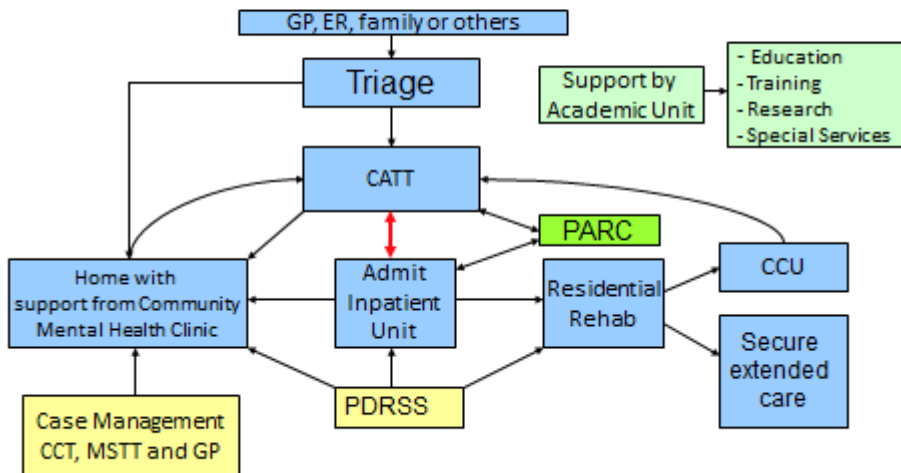 GP, ER, family or others
Triage
Support by
Academic Unit
- Education
- Training
- Research
- Special Services
CATT
PARC
Home with
support from Community
Mental Health Clinic
Admit
Inpatient
Unit
Residential
Rehab
CCU
Secure
extended
care
Case Management
CCT, MSTT and GP
PDRSS